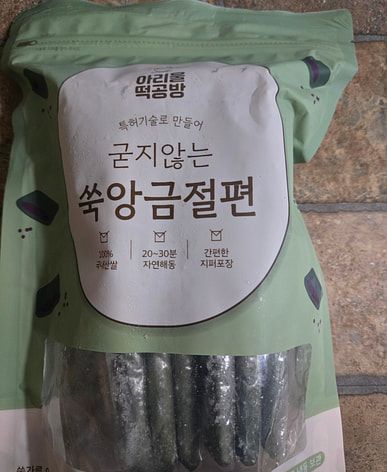 아리울
떡공방
특허기술로 만들어
굳지않는
쑥앙금절편
100% 20~30분 간편한
국내산쌀 자연해동 지퍼포장